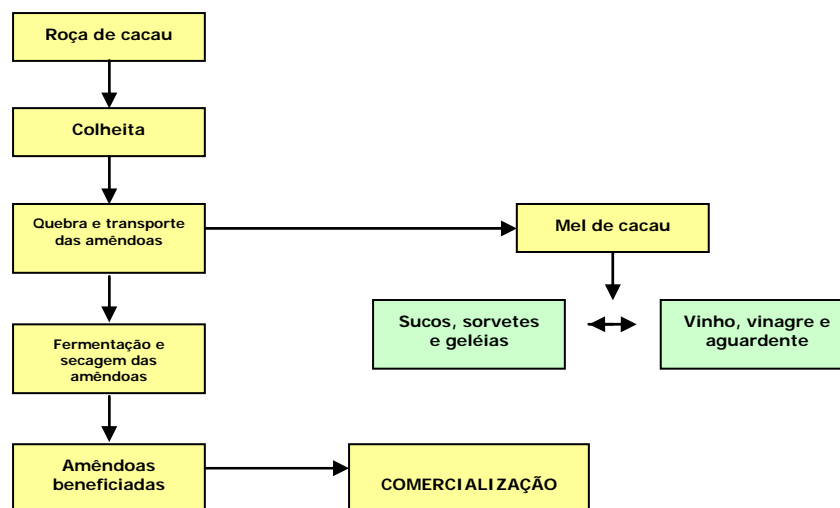 Roça de cacau
Colheita
Quebra e transporte
das amêndoas
Mel de cacau
Sucos, sorvetes
e geléias
Vinho, vinagre e
aguardente
Fermentação e
secagem das
amêndoas
Amêndoas
beneficiadas
COMERCIALIZAÇÃO